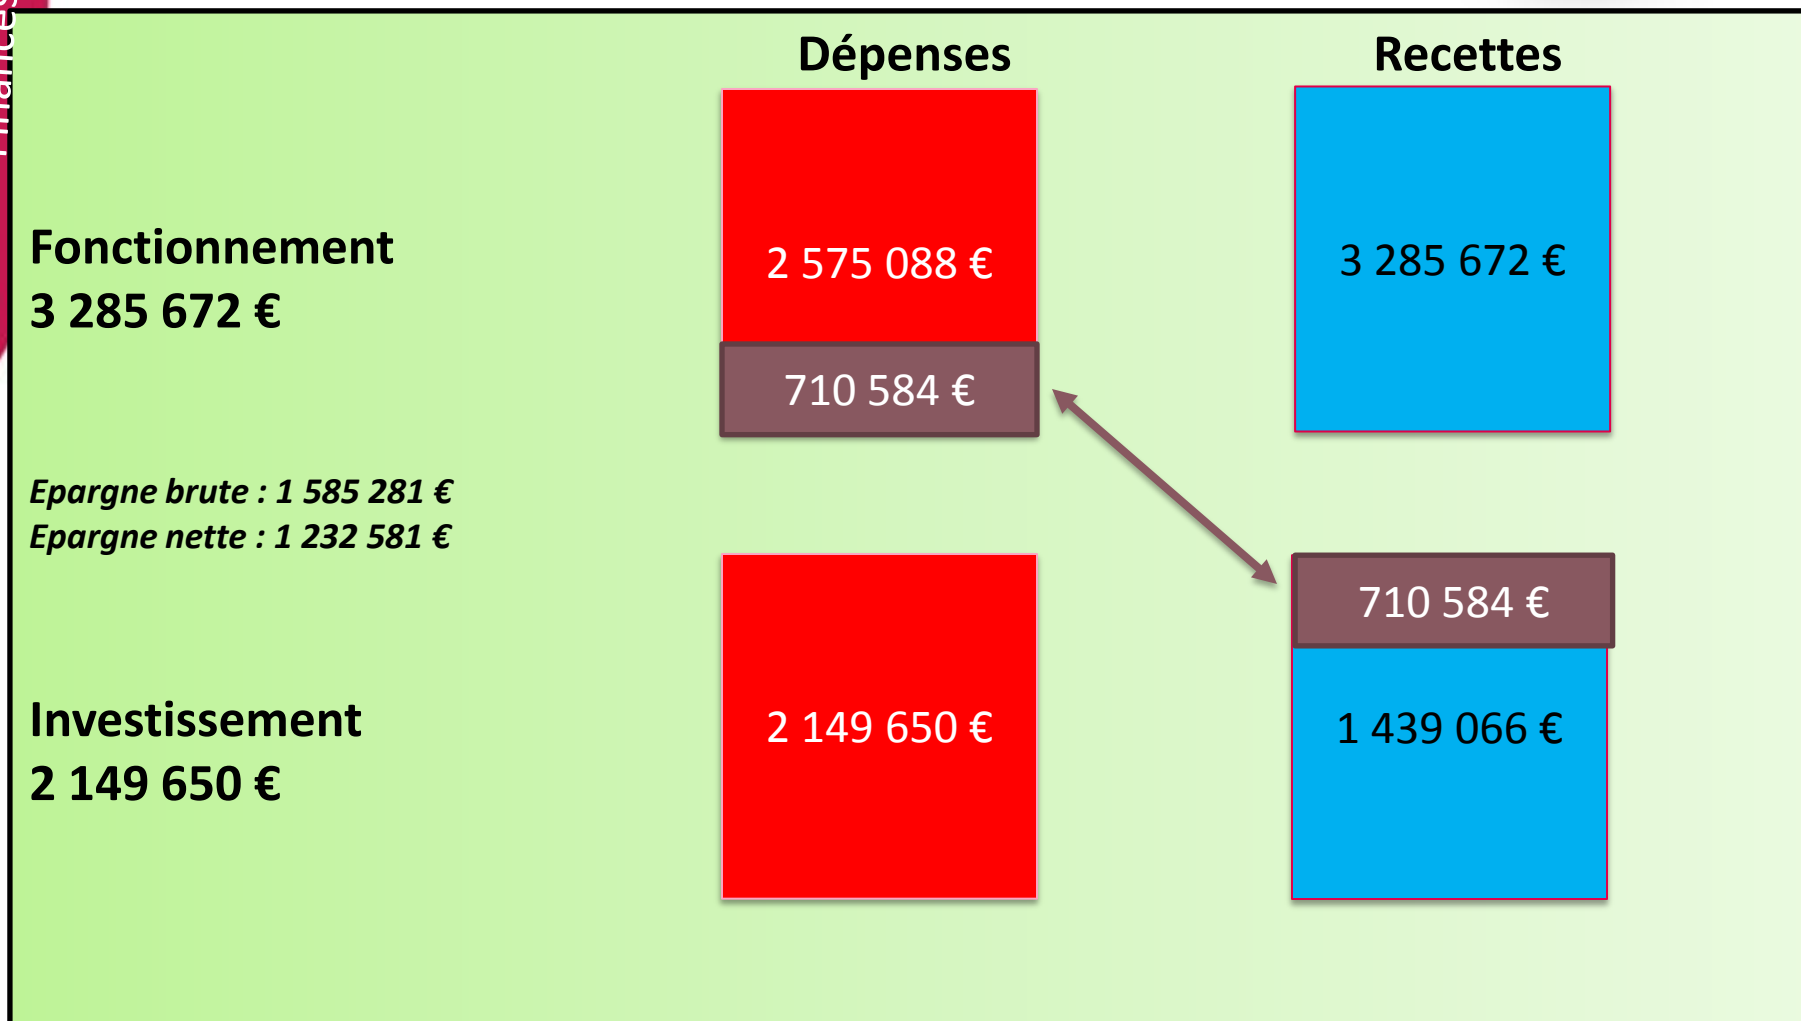 Finances
Dépenses
Recettes
Fonctionnement
3 285 672 €
2 575 088 €
3 285 672 €
710 584 €
Epargne brute : 1 585 281 €
Epargne nette : 1 232 581 €
710 584 €
Investissement
2 149 650 €
2 149 650 €
1 439 066 €